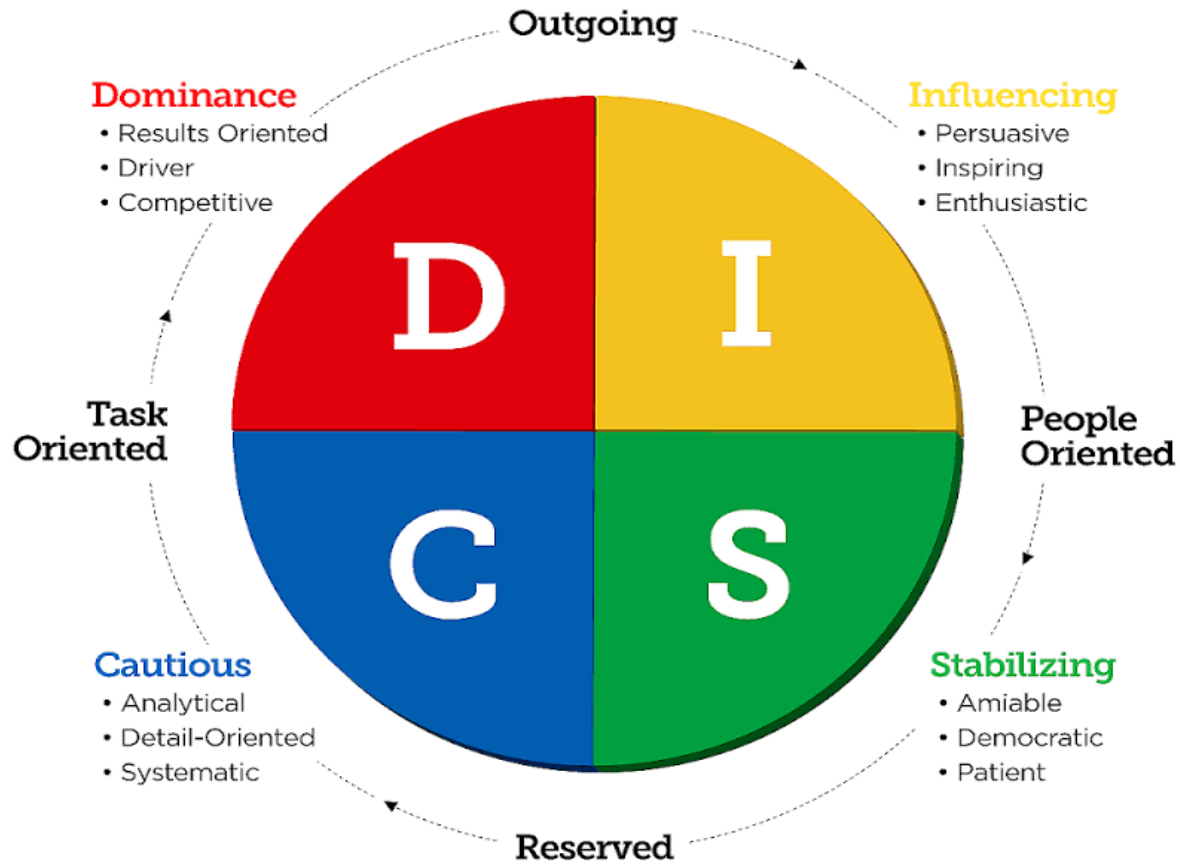 Outgoing
Dominance
• Results Oriented
• Driver
• Competitive
Influencing
• Persuasive
• Inspiring
• Enthusiastic
D
I
Task
Oriented
People
Oriented
C
S
Cautious
• Analytical
• Detail-Oriented
• Systematic
Stabilizing
• Amiable
• Democratic
• Patient
Reserved